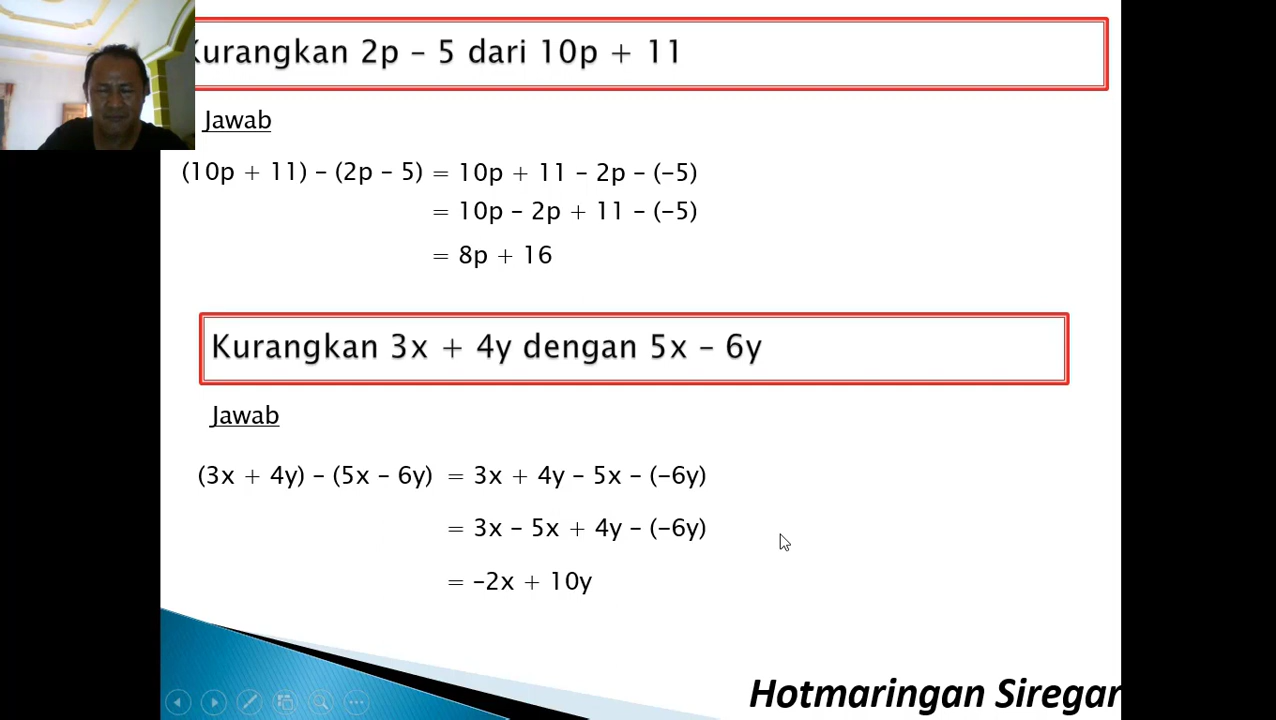 Kurangkan 2p – 5 dari 10p + 11
Jawab
(10p + 11) – (2p – 5) = 10p + 11 – 2p – (–5)
= 10p – 2p + 11 – (–5)
= 8p + 16
Kurangkan 3x + 4y dengan 5x – 6y
Jawab
(3x + 4y) – (5x – 6y) = 3x + 4y – 5x – (–6y)
= 3x – 5x + 4y – (–6y)
= –2x + 10y
Hotmaringan Siregar